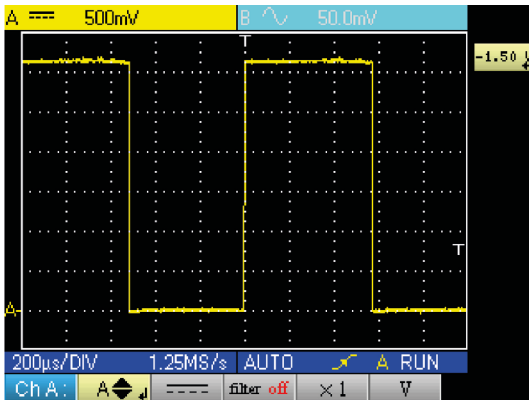 A 500mV B 50.0mV
T
-1.50
T
A
200µs/DIV 1.25MS/s AUTO A RUN
Ch A: A filter off ×1 V